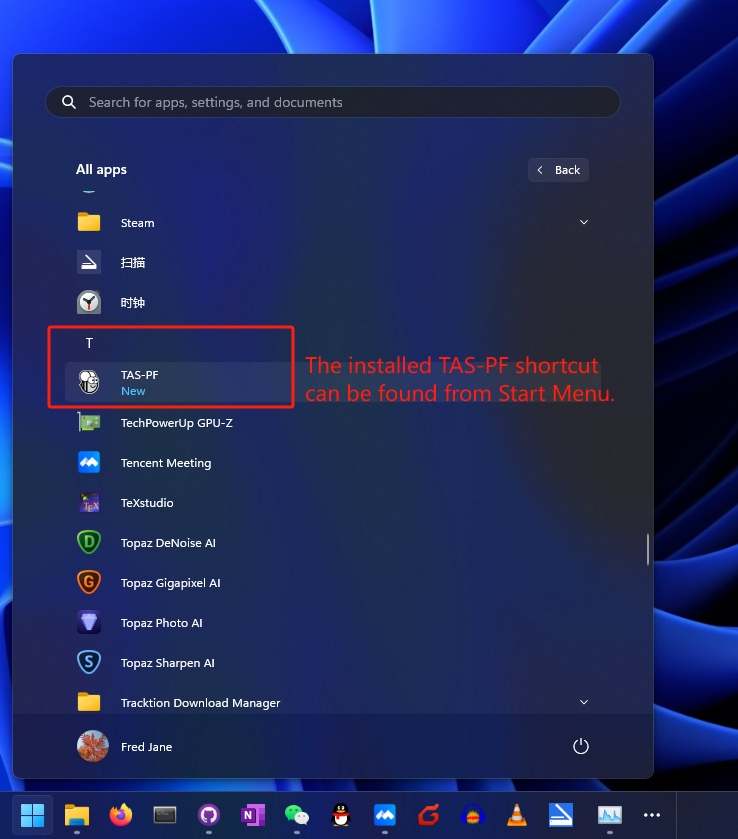 Search for apps, settings, and documents
All apps
Back
Steam
扫描
时钟
T
TAS-PF
New
The installed TAS-PF shortcut
can be found from Start Menu.
TechPowerUp GPU-Z
Tencent Meeting
TeXstudio
Topaz DeNoise AI
Topaz Gigapixel AI
Topaz Photo AI
Topaz Sharpen AI
Tracktion Download Manager
Fred Jane